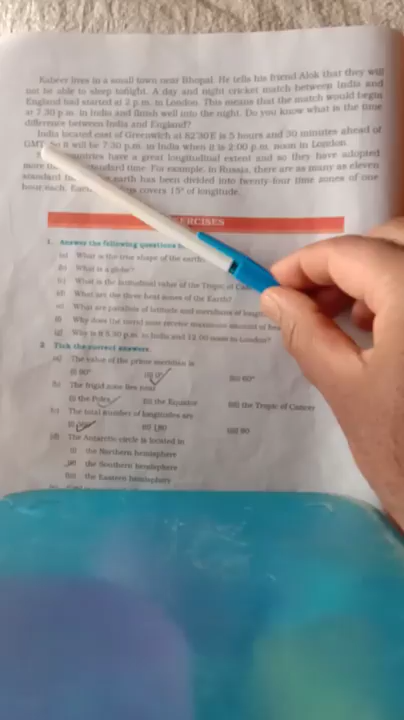 Kabeer lives in a small town near Bhopal. He tells his friend Alok that they will
not be able to sleep tonight. A day and night cricket match between India and
England had started at 2 p.m. in London. This means that the match would begin
at 7.30 p.m. in India and finish well into the night. Do you know what is the time
difference between India and England?
India located east of Greenwich at 82°30'E is 5 hours and 30 minutes ahead of
GMT. So it will be 7:30 p.m. in India when it is 2:00 p.m. noon in London.
countries have a great longitudinal extent and so they have adopted
more standard time. For example, in Russia, there are as many as eleven
standard earth has been divided into twenty-four time zones of one
hour each. covers 15° of longitude.
EXERCISES
1. Answer the following questions
(a) What is the true shape of the earth
(b) What is a globe?
(c) What is the latitudinal value of the Tropic of
(d) What are the three heat zones of the Earth?
(e) What are parallels of latitude and meridians of
(f) Why does the torrid zone receive maximum amount of
(g) Why is it 5.30 p.m. in India and 12.00 noon in London?
2. Tick the correct answers.
(a) The value of the prime meridian is
(i) 90° (ii) 0° (iii) 60°
(b) The frigid zone lies near
(i) the Poles (ii) the Equator (iii) the Tropic of Cancer
(c) The total number of longitudes are
(i) 360 (ii) 180 (iii) 90
(d) The Antarctic circle is located in
(i) the Northern hemisphere
(ii) the Southern hemisphere
(iii) the Eastern hemisphere